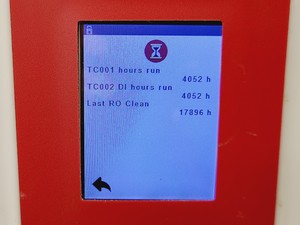 TC001 hours run
4052 h
TC002 DI hours run
4052 h
Last RO Clean
17896 h